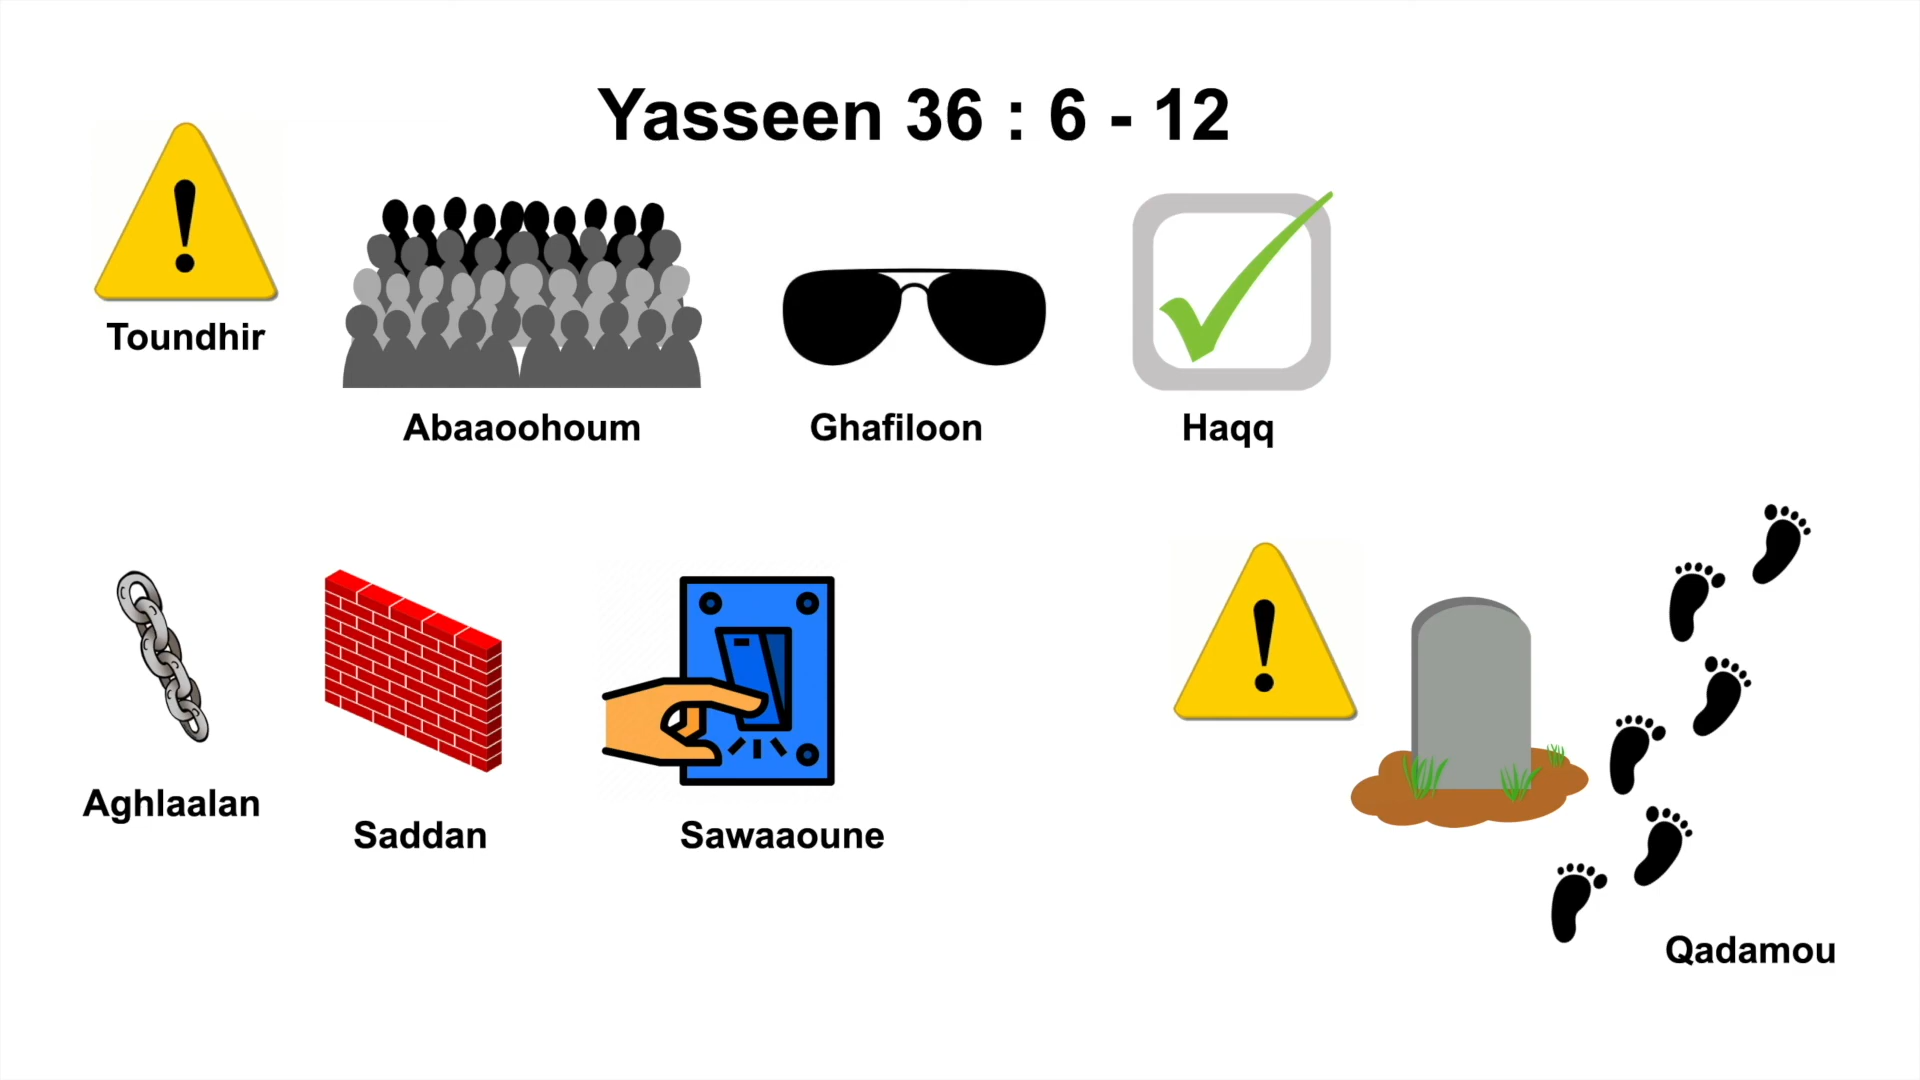 Yasseen 36 : 6 - 12
Toundhir
Abaaoohoum
Ghafiloon
Haqq
Aghlaalan
Saddan
Sawaaoune
Qadamou